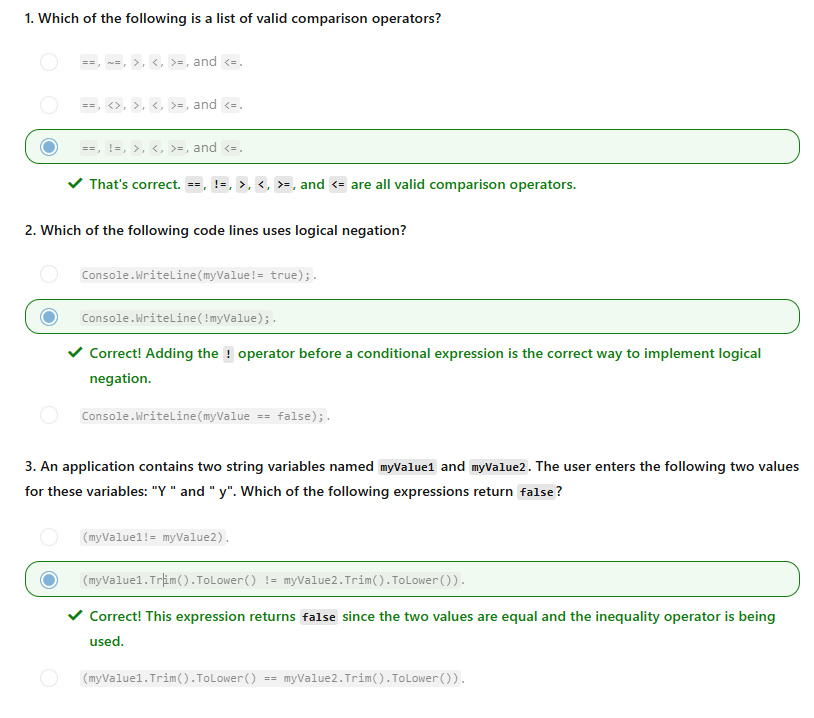 1. Which of the following is a list of valid comparison operators?
==, ~=, >, <, >=, and <=.
==, <>, >, <, >=, and <=.
==, !=, >, <, >=, and <=.
That's correct. ==, !=, >, <, >=, and <= are all valid comparison operators.
2. Which of the following code lines uses logical negation?
Console.WriteLine(myValue!= true);.
Console.WriteLine(!myValue);.
Correct! Adding the ! operator before a conditional expression is the correct way to implement logical
negation.
Console.WriteLine(myValue == false);.
3. An application contains two string variables named myValue1 and myValue2. The user enters the following two values
for these variables: "Y " and " y". Which of the following expressions return false?
(myValue1!= myValue2).
(myValue1.Trim().ToLower() != myValue2.Trim().ToLower()).
Correct! This expression returns false since the two values are equal and the inequality operator is being
used.
(myValue1.Trim().ToLower() == myValue2.Trim().ToLower()).